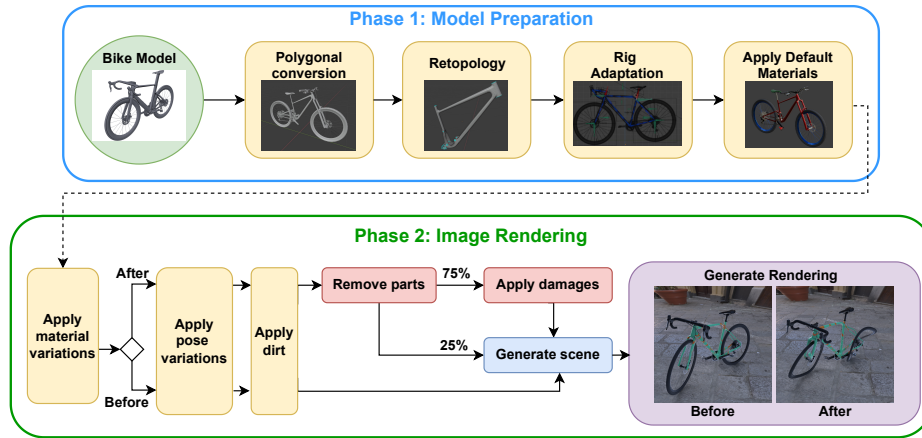 Phase 1: Model Preparation
Bike Model
Polygonal
conversion
Retopology
Rig
Adaptation
Apply Default
Materials
Phase 2: Image Rendering
Apply
material
variations
After
Before
Apply
pose
variations
Apply
dirt
Remove parts
75%
Apply damages
25%
Generate scene
Generate Rendering
Before
After